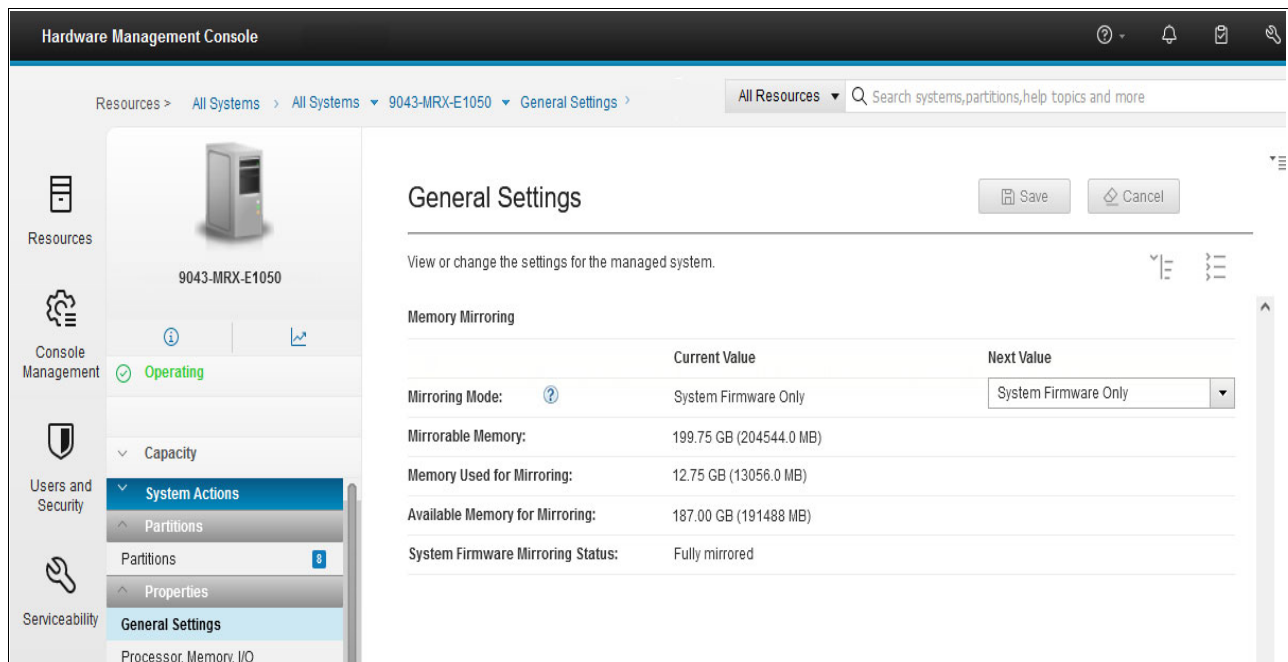 Hardware Management Console
Resources > All Systems > All Systems 9043-MRX-E1050 General Settings >
All Resources Search systems,partitions,help topics and more
Resources
Console
Management
Users and
Security
Serviceability
9043-MRX-E1050
Operating
Capacity
System Actions
Partitions
Partitions 8
Properties
General Settings
Processor, Memory, I/O
General Settings
Save Cancel
View or change the settings for the managed system.
Memory Mirroring
Current Value Next Value
Mirroring Mode: ? System Firmware Only System Firmware Only
Mirrorable Memory: 199.75 GB (204544.0 MB)
Memory Used for Mirroring: 12.75 GB (13056.0 MB)
Available Memory for Mirroring: 187.00 GB (191488 MB)
System Firmware Mirroring Status: Fully mirrored